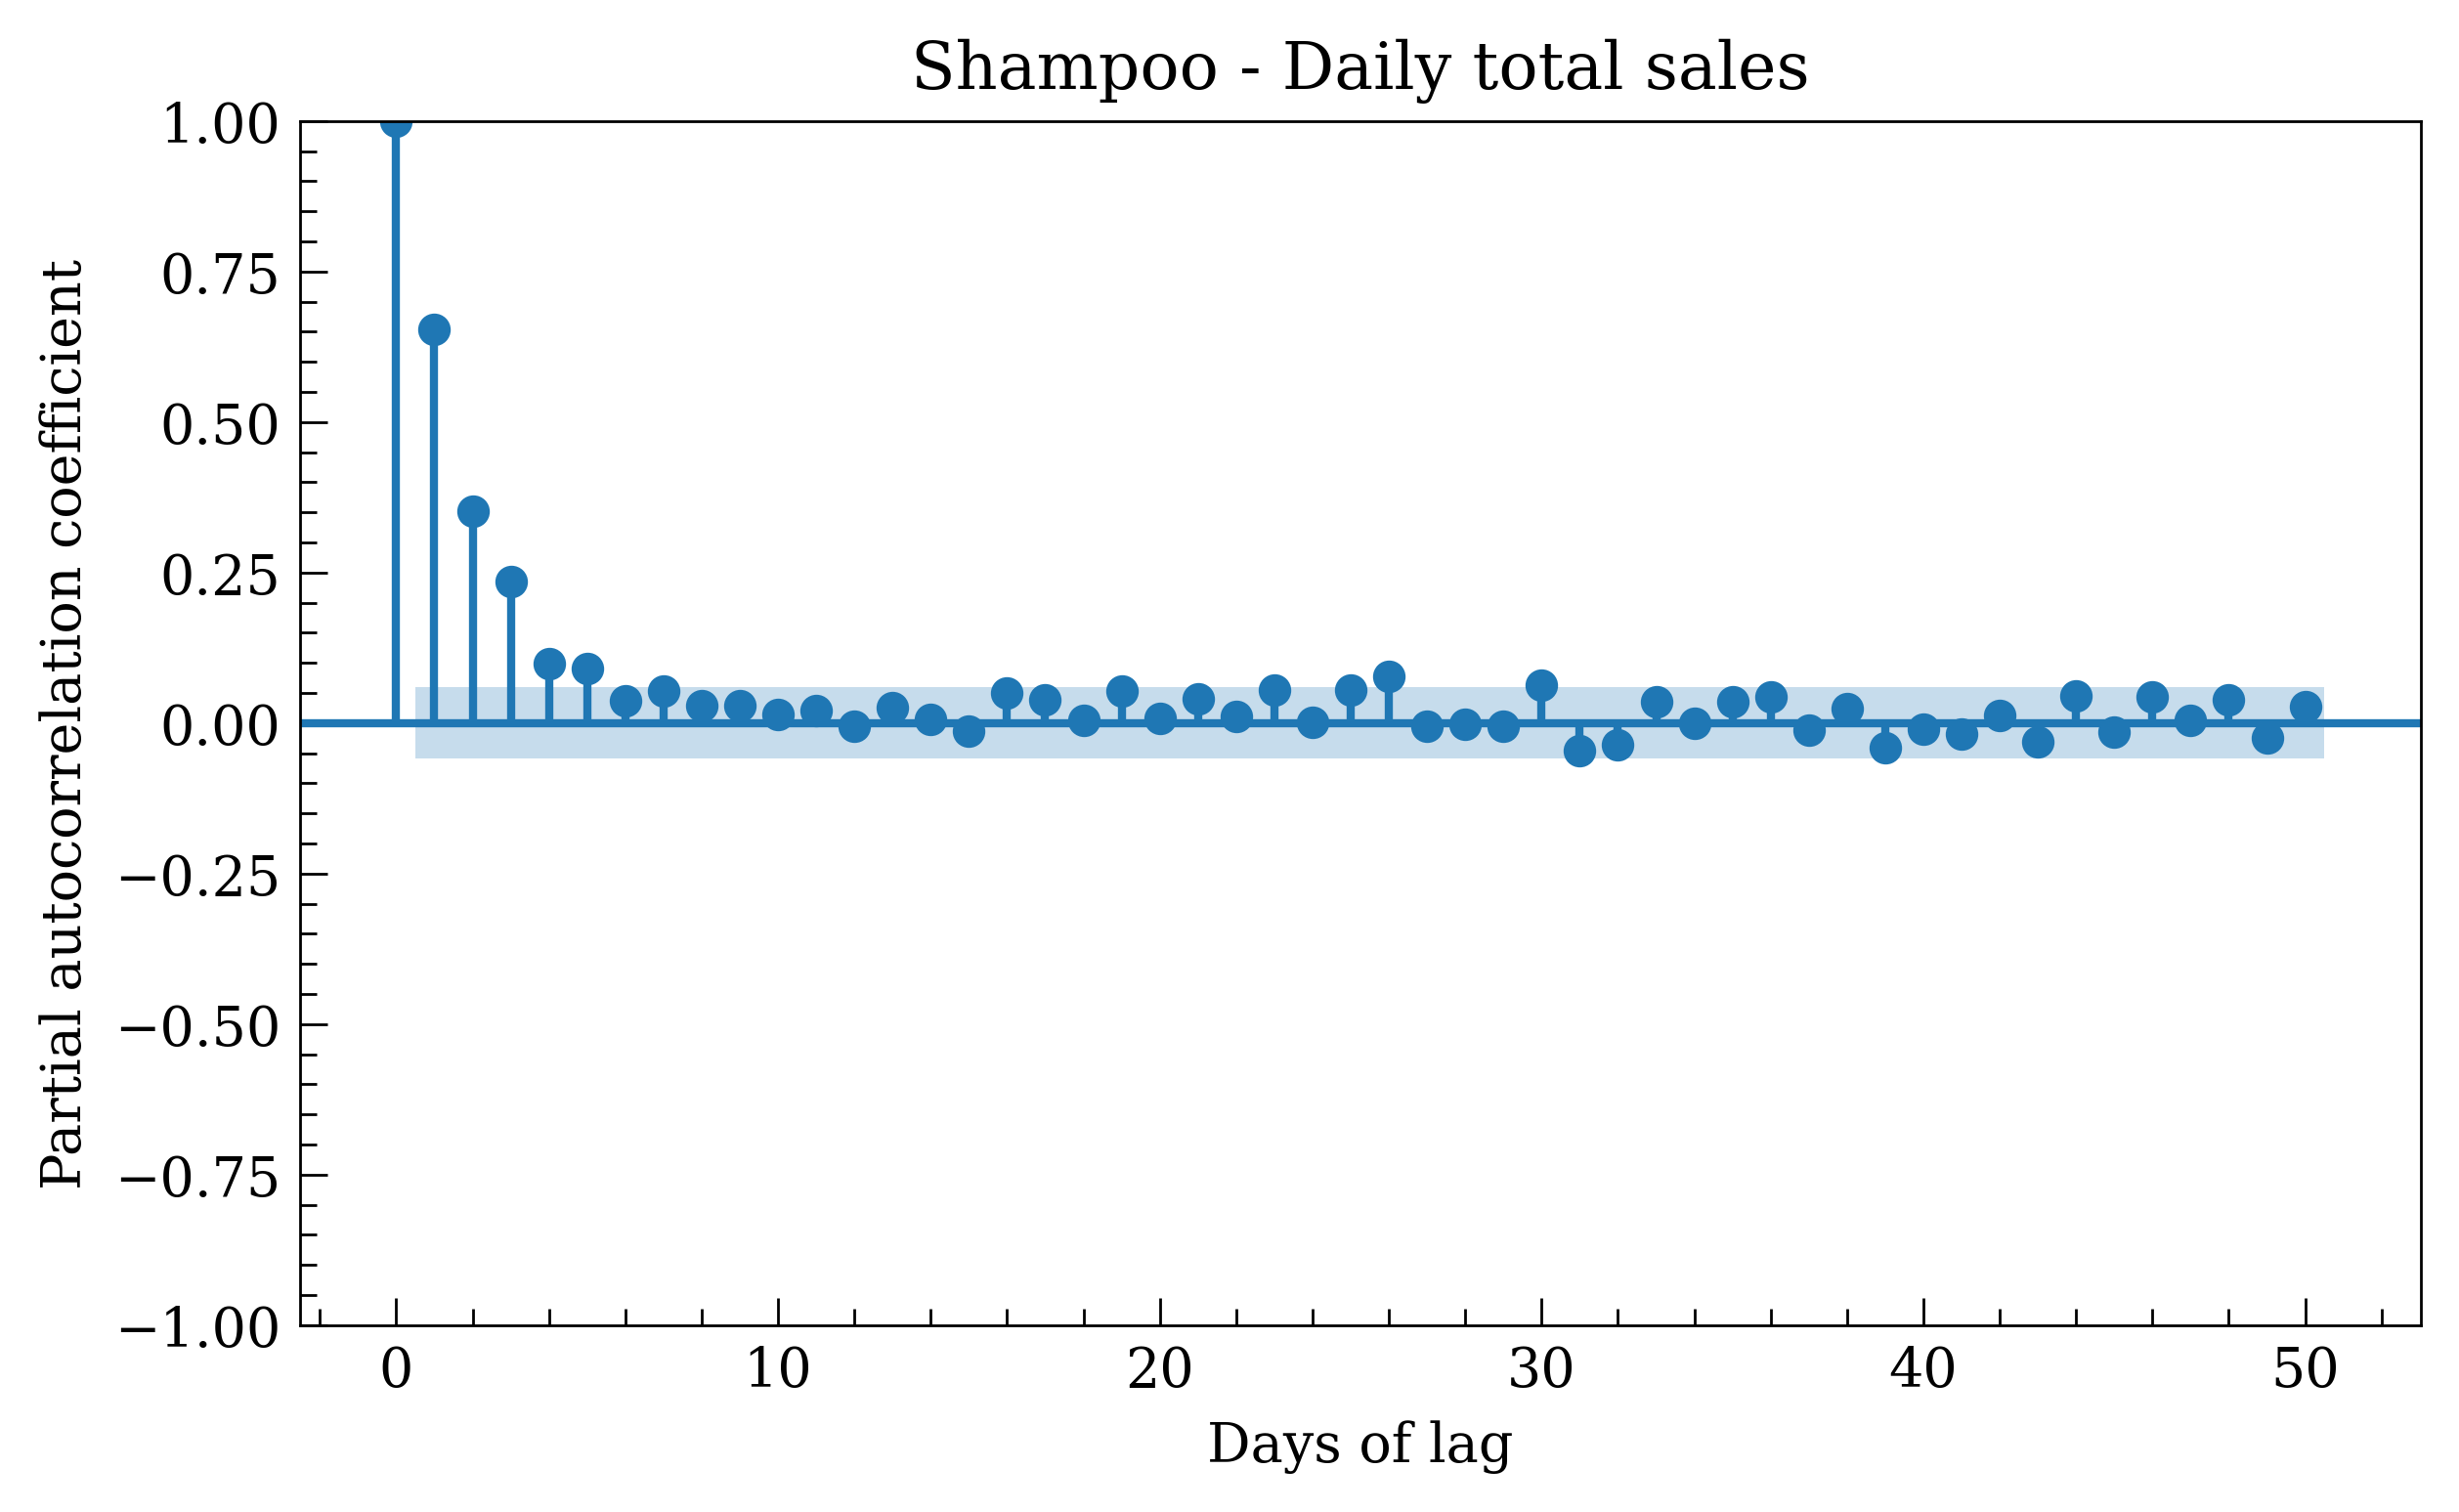 Shampoo - Daily total sales
Partial autocorrelation coefficient
1.00
0.75
0.50
0.25
0.00
−0.25
−0.50
−0.75
−1.00
0 10 20 30 40 50
Days of lag